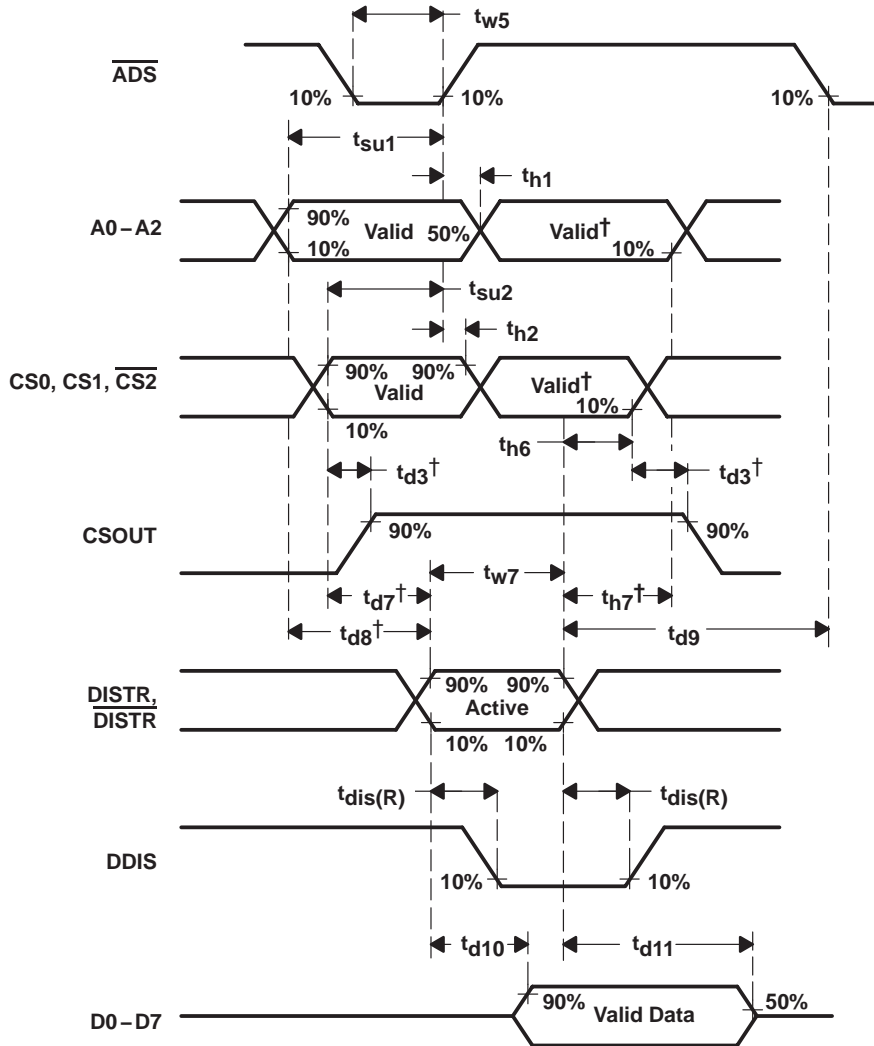 tw5
ADS
10%
10%
10%
tsu1
th1
A0–A2
90%
10%
Valid
50%
Valid†
10%
tsu2
th2
CS0, CS1, CS2
90%
90%
Valid
10%
Valid†
10%
th6
td3†
td3†
CSOUT
90%
90%
tw7
td7†
th7†
td8†
td9
DISTR,
DISTR
90%
90%
Active
10%
10%
tdis(R)
tdis(R)
DDIS
10%
10%
td10
td11
D0–D7
90%
Valid Data
50%